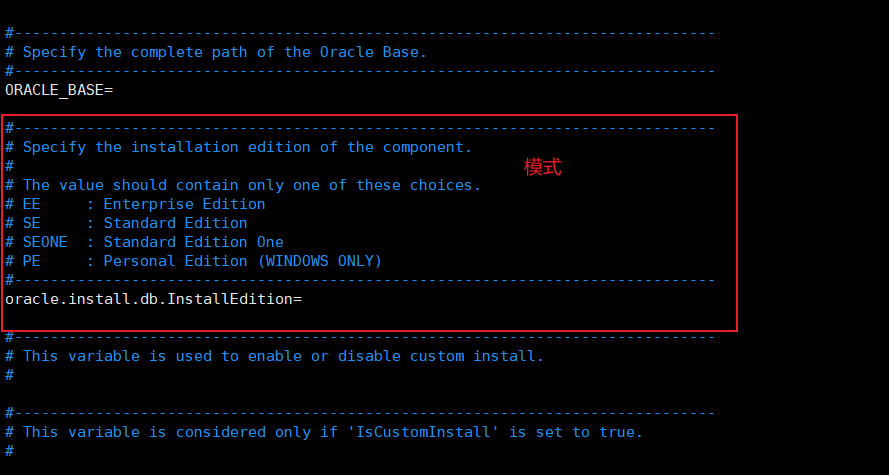 #------------------------------------------------------------------------------
# Specify the complete path of the Oracle Base.
#------------------------------------------------------------------------------
ORACLE_BASE=
#------------------------------------------------------------------------------
# Specify the installation edition of the component.
#
模式
# The value should contain only one of these choices.
# EE     : Enterprise Edition
# SE     : Standard Edition
# SEONE  : Standard Edition One
# PE     : Personal Edition (WINDOWS ONLY)
#------------------------------------------------------------------------------
oracle.install.db.InstallEdition=
#------------------------------------------------------------------------------
# This variable is used to enable or disable custom install.
#
#------------------------------------------------------------------------------
# This variable is considered only if 'IsCustomInstall' is set to true.
#